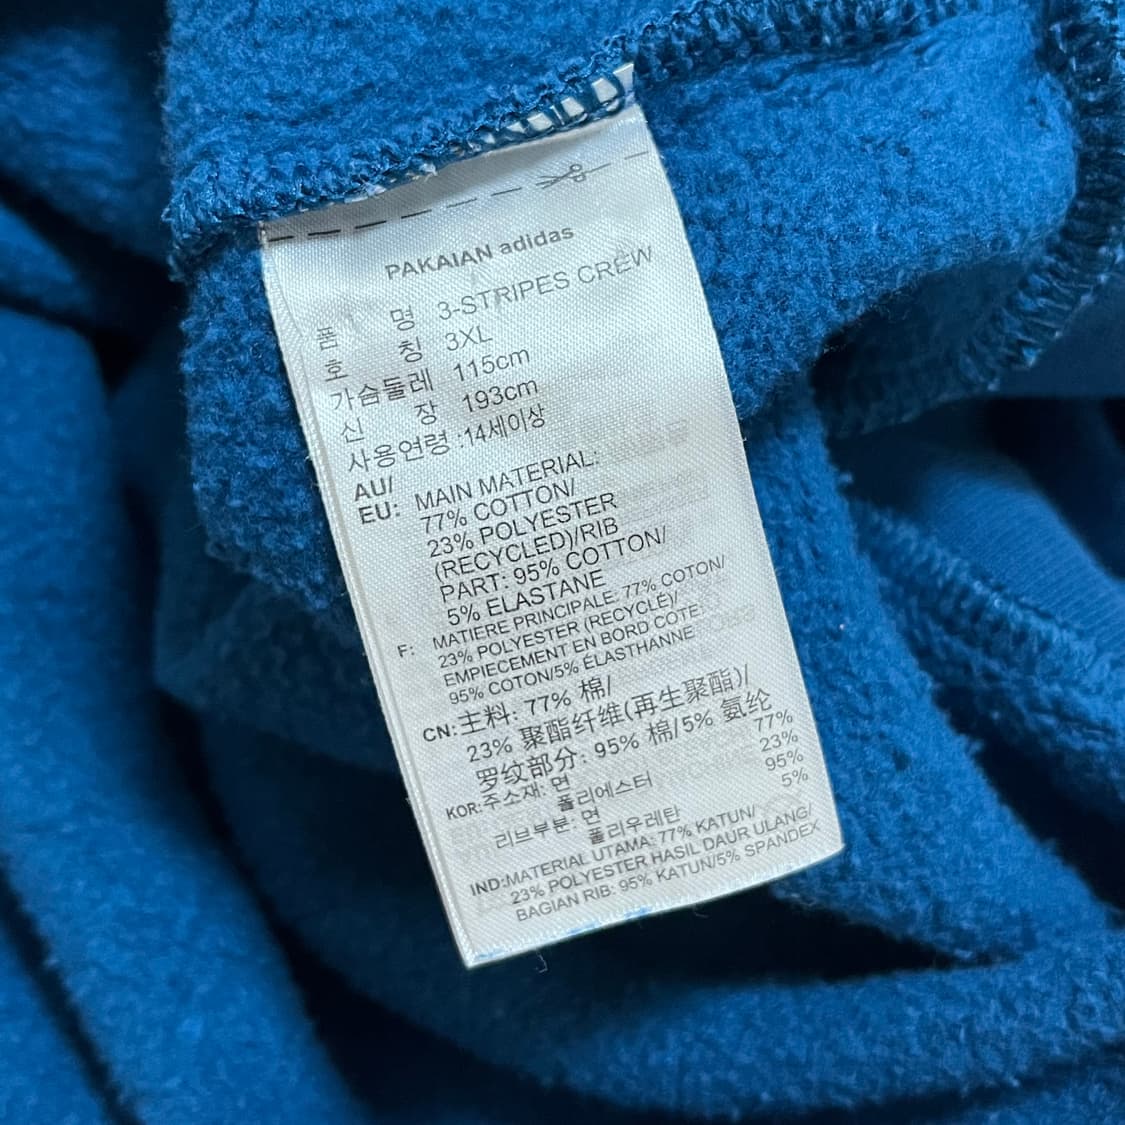 PAKAIAN adidas
품 명 3-STRIPES CREW
호 칭 3XL
가슴둘레 115cm
신 장 193cm
사용연령 :14세이상
AU/
EU: MAIN MATERIAL:
77% COTTON/
23% POLYESTER
(RECYCLED)/RIB
PART: 95% COTTON/
5% ELASTANE
F: MATIERE PRINCIPALE: 77% COTON/
23% POLYESTER (RECYCLÉ)/
EMPIECEMENT EN BORD COTE:
95% COTON/5% ÉLASTHANNE
CN:主料: 77% 棉/
23% 聚酯纤维(再生聚酯)/
罗纹部分: 95% 棉/5% 氨纶
KOR:주소재: 면 77%
폴리에스터 23%
리브부분: 면 95%
폴리우레탄 5%
IND:MATERIAL UTAMA: 77% KATUN/
23% POLYESTER HASIL DAUR ULANG/
BAGIAN RIB: 95% KATUN/5% SPANDEX